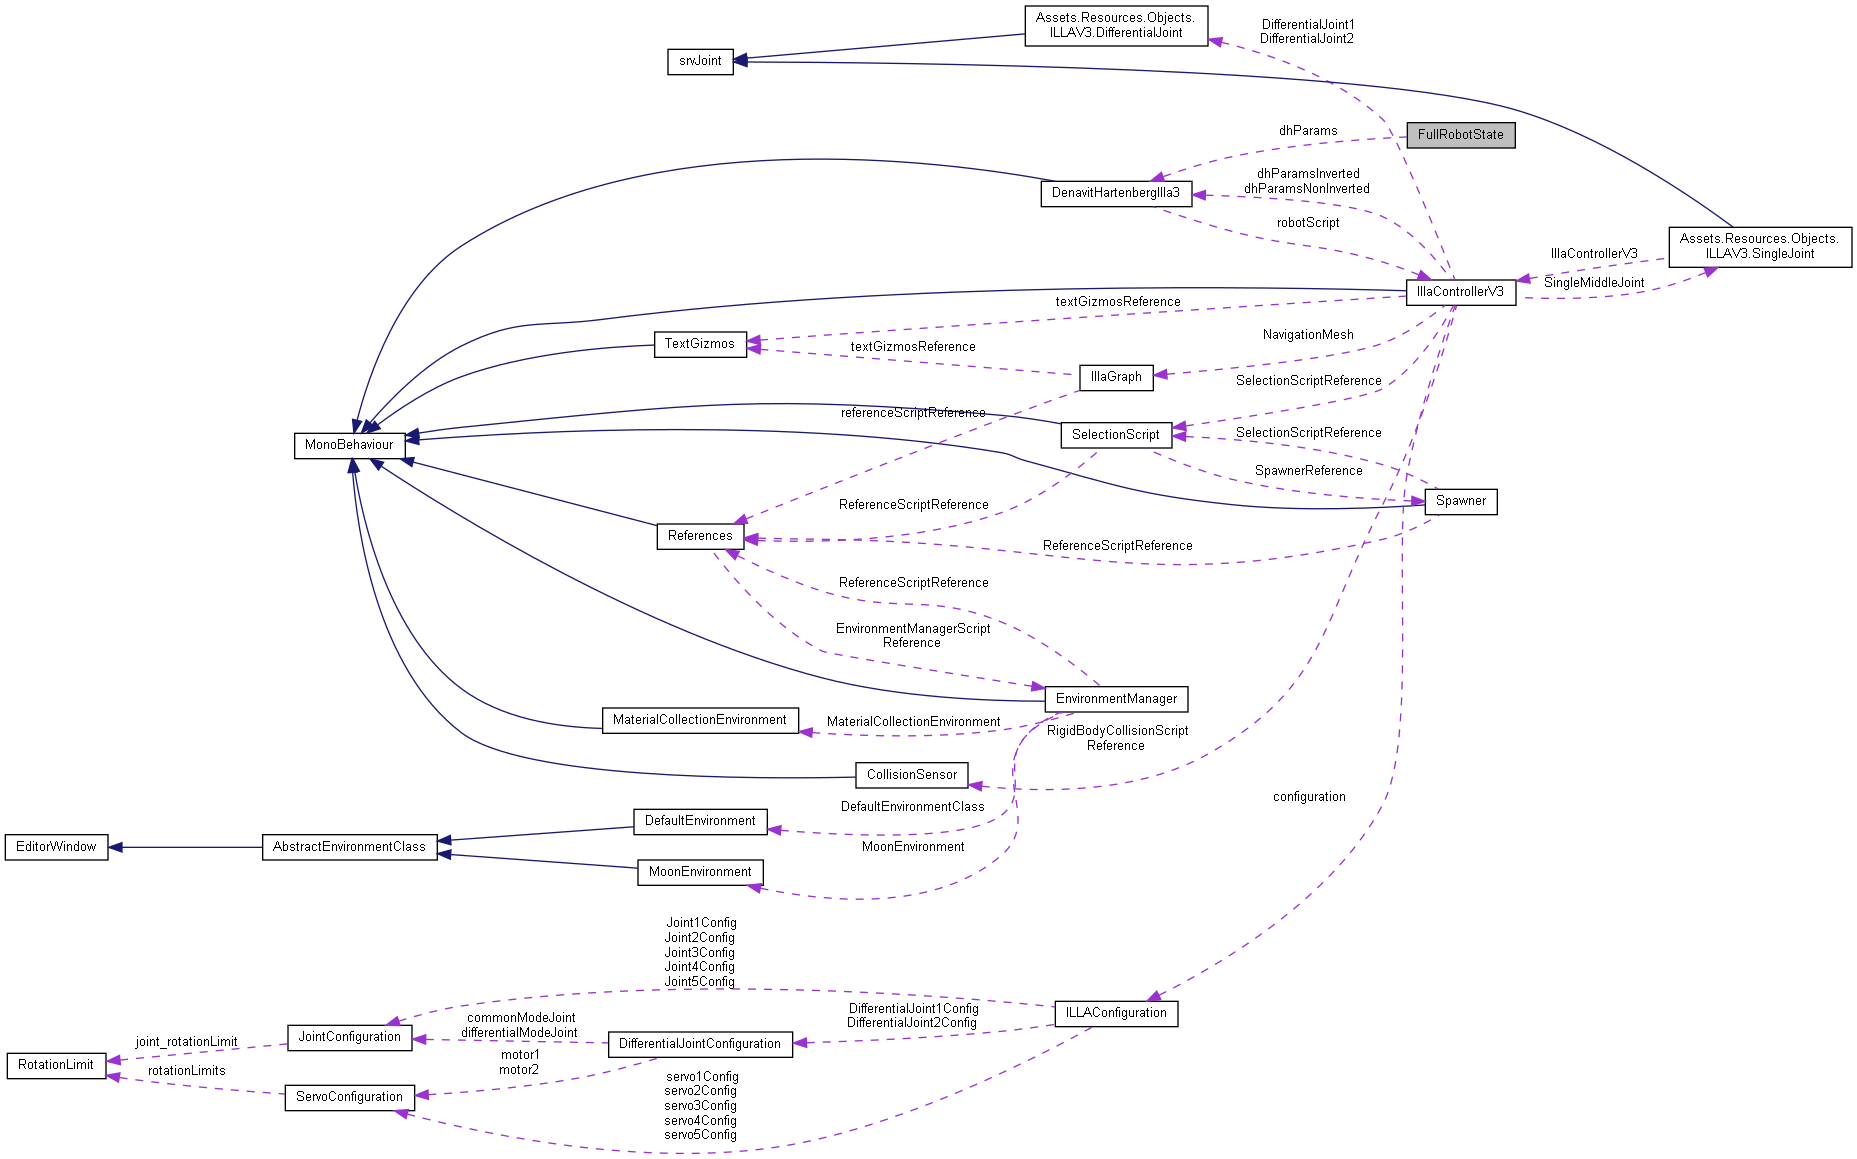 Assets.Resources.Objects.
ILLAV3.DifferentialJoint
DifferentialJoint1
DifferentialJoint2
srvJoint
dhParams
FullRobotState
dhParamsInverted
dhParamsNonInverted
DenavitHartenbergIlla3
robotScript
Assets.Resources.Objects.
ILLAV3.SingleJoint
IllaControllerV3
SingleMiddleJoint
IllaControllerV3
textGizmosReference
TextGizmos
textGizmosReference
NavigationMesh
IllaGraph
SelectionScriptReference
referenceScriptReference
MonoBehaviour
SelectionScript
SelectionScriptReference
SpawnerReference
Spawner
ReferenceScriptReference
References
ReferenceScriptReference
ReferenceScriptReference
EnvironmentManagerScript
Reference
EnvironmentManager
MaterialCollectionEnvironment
MaterialCollectionEnvironment
RigidBodyCollisionScript
Reference
CollisionSensor
configuration
DefaultEnvironmentClass
DefaultEnvironment
EditorWindow
AbstractEnvironmentClass
MoonEnvironment
MoonEnvironment
Joint1Config
Joint2Config
Joint3Config
Joint4Config
Joint5Config
ILLAConfiguration
DifferentialJoint1Config
DifferentialJoint2Config
commonModeJoint
differentialModeJoint
JointConfiguration
joint_rotationLimit
DifferentialJointConfiguration
motor1
motor2
RotationLimit
rotationLimits
ServoConfiguration
servo1Config
servo2Config
servo3Config
servo4Config
servo5Config